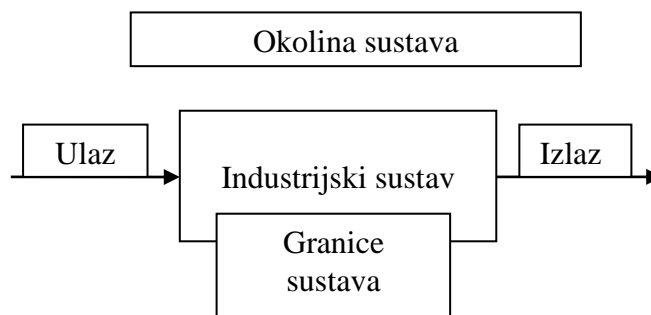 Okolina sustava
Ulaz
Industrijski sustav
Izlaz
Granice
sustava